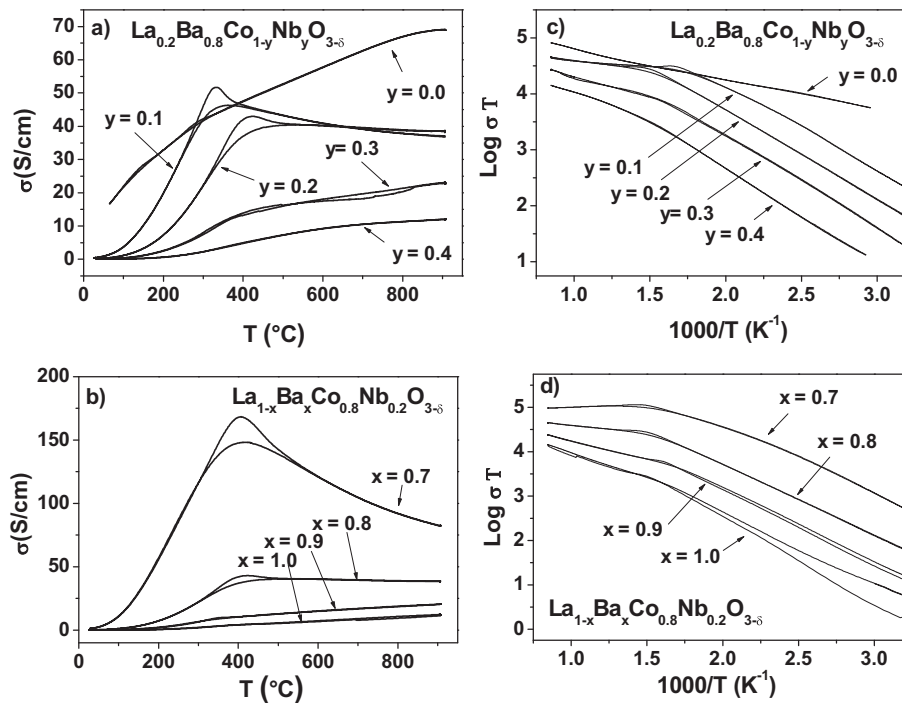 a)
La0.2Ba0.8Co1-yNbyO3-δ
70
60
50
40
30
20
10
0
σ(S/cm)
y = 0.0
y = 0.1
y= 0.3
y = 0.2
y = 0.4
0 200 400 600 800
T (°C)
c)
La0.2Ba0.8Co1-yNbyO3-δ
5
4
3
2
1
Log σ T
y = 0.0
y = 0.1
y = 0.2
y= 0.3
y = 0.4
1.0 1.5 2.0 2.5 3.0
1000/T (K-1)
b)
La1-xBaxCo0.8Nb0.2O3-δ
200
150
100
50
0
σ(S/cm)
x = 0.7
x = 0.8
x = 0.9
x = 1.0
0 200 400 600 800
T (°C)
d)
5
4
3
2
1
0
Log σ T
x = 0.7
x = 0.8
x = 0.9
x = 1.0
La1-xBaxCo0.8Nb0.2O3-δ
1.0 1.5 2.0 2.5 3.0
1000/T (K-1)